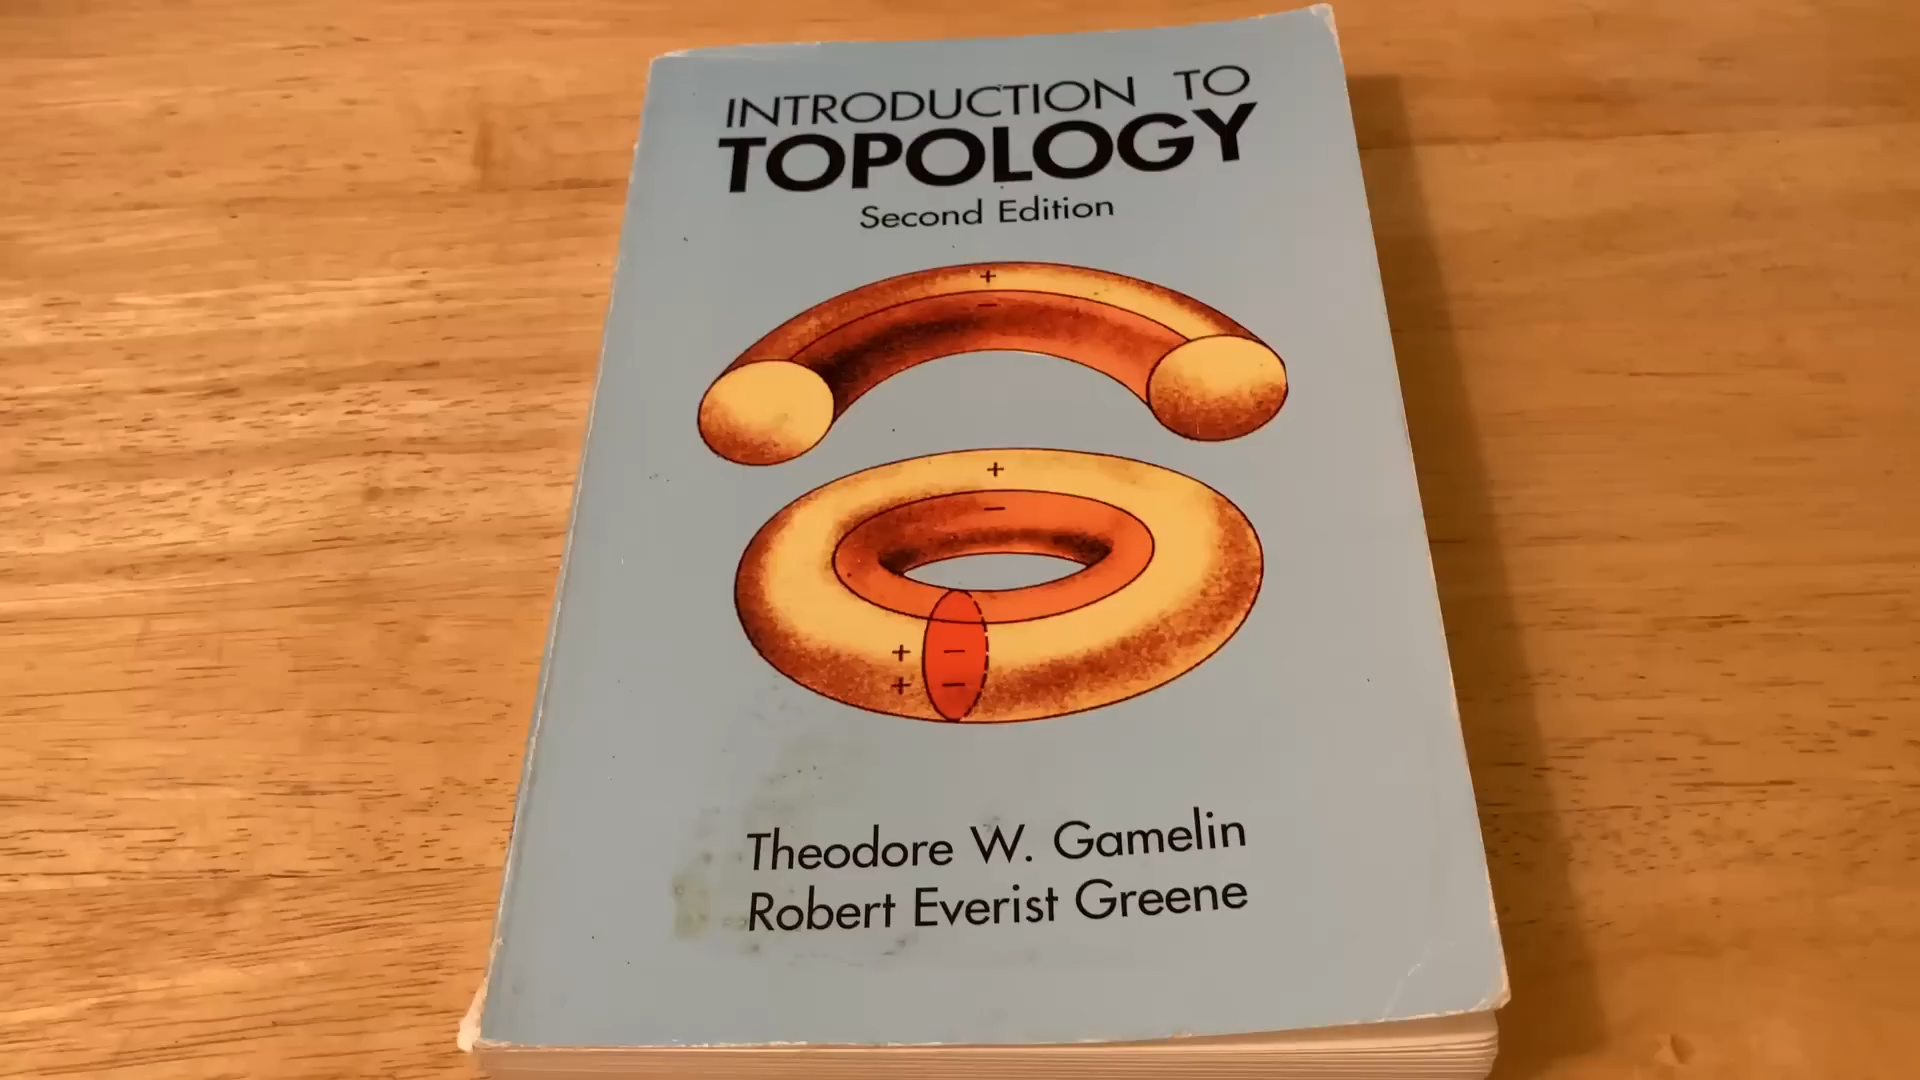 INTRODUCTION TO
TOPOLOGY
Second Edition
+
−
+
−
+ −
+ −
Theodore W. Gamelin
Robert Everist Greene